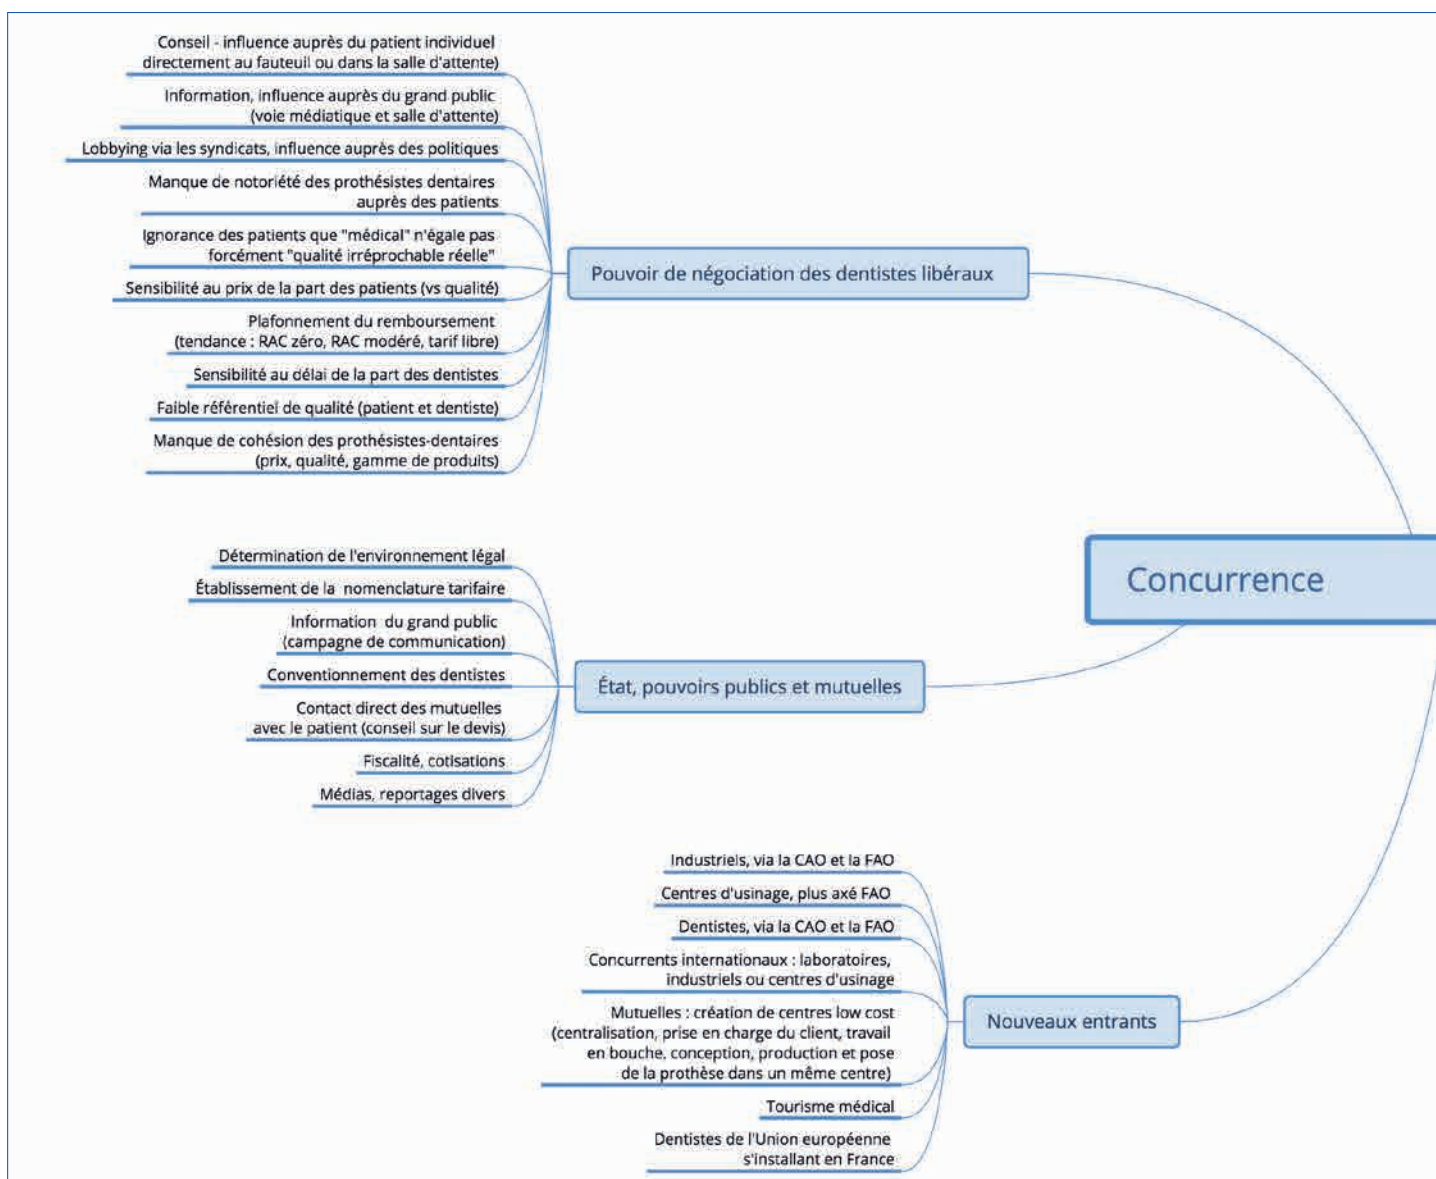 Conseil - influence auprès du patient individuel
directement au fauteuil ou dans la salle d'attente)
Information, influence auprès du grand public
(voie médiatique et salle d'attente)
Lobbying via les syndicats, influence auprès des politiques
Manque de notoriété des prothésistes dentaires
auprès des patients
Ignorance des patients que "médical" n'égale pas
forcément "qualité irréprochable réelle"
Sensibilité au prix de la part des patients (vs qualité)
Plafonnement du remboursement
(tendance : RAC zéro, RAC modéré, tarif libre)
Sensibilité au délai de la part des dentistes
Faible référentiel de qualité (patient et dentiste)
Manque de cohésion des prothésistes-dentaires
(prix, qualité, gamme de produits)
Pouvoir de négociation des dentistes libéraux
Concurrence
Détermination de l'environnement légal
Établissement de la  nomenclature tarifaire
Information  du grand public
(campagne de communication)
Conventionnement des dentistes
Contact direct des mutuelles
avec le patient (conseil sur le devis)
Fiscalité, cotisations
Médias, reportages divers
État, pouvoirs publics et mutuelles
Industriels, via la CAO et la FAO
Centres d'usinage, plus axé FAO
Dentistes, via la CAO et la FAO
Concurrents internationaux : laboratoires,
industriels ou centres d'usinage
Mutuelles : création de centres low cost
(centralisation, prise en charge du client, travail
en bouche, conception, production et pose
de la prothèse dans un même centre)
Tourisme médical
Dentistes de l'Union européenne
s'installant en France
Nouveaux entrants